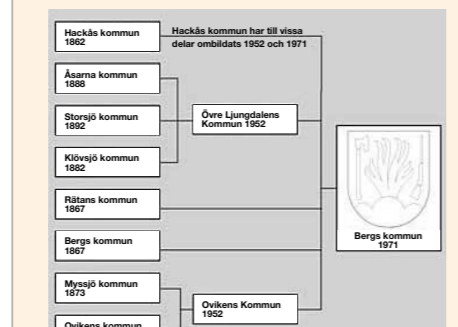 Hackås kommun
1862
Hackås kommun har till vissa
delar ombildats 1952 och 1971
Åsarna kommun
1888
Storsjö kommun
1892
Övre Ljungdalens
Kommun 1952
Klövsjö kommun
1882
Rätans kommun
1867
Bergs kommun
1867
Bergs kommun
1971
Myssjö kommun
1873
Ovikens Kommun
1952
Ovikens kommun